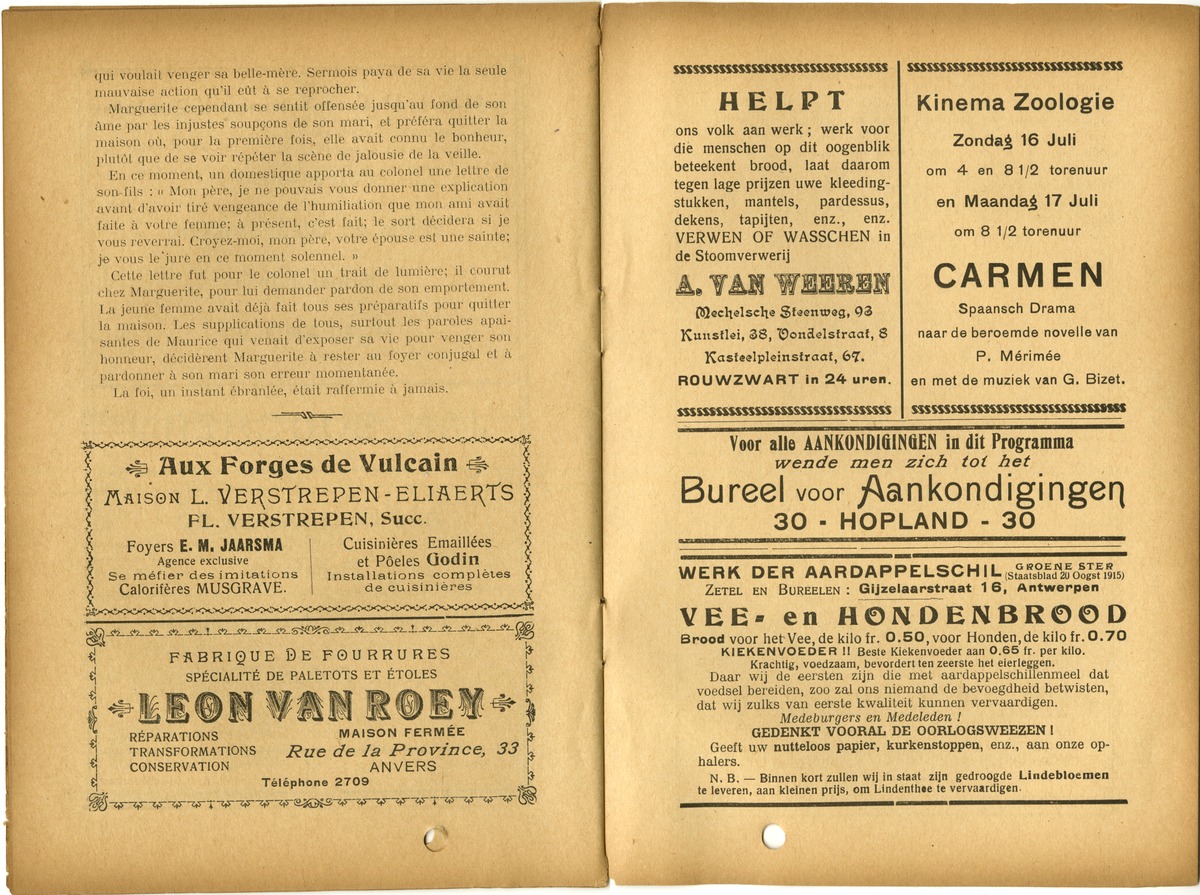 qui voulait venger sa belle-mère. Sermois paya de sa vie la seule
mauvaise action qu'il eût à se reprocher.
Marguerite cependant se sentit offensée jusqu'au fond de son
âme par les injustes soupçons de son mari, et préféra quitter la
maison où, pour la première fois, elle avait connu le bonheur,
plutôt que de se voir répéter la scène de jalousie de la veille.
En ce moment, un domestique apporta au colonel une lettre de
son fils : « Mon père, je ne pouvais vous donner une explication
avant d'avoir tiré vengeance de l'humiliation que mon ami avait
faite à votre femme; à présent, c'est fait; le sort décidera si je
vous reverrai. Croyez-moi, mon père, votre épouse est une sainte;
je vous le jure en ce moment solennel. »
Cette lettre fut pour le colonel un trait de lumière; il courut
chez Marguerite, pour lui demander pardon de son emportement.
La jeune femme avait déjà fait tous ses préparatifs pour quitter
la maison. Les supplications de tous, surtout les paroles apai-
santes de Maurice qui venait d'exposer sa vie pour venger son
honneur, décidèrent Marguerite à rester au foyer conjugal et à
pardonner à son mari son erreur momentanée.
La foi, un instant ébranlée, était raffermie à jamais.
Aux Forges de Vulcain
MAISON L. VERSTREPEN-ELIAERTS
FL. VERSTREPEN, Succ.
Foyers E. M. JAARSMA
Agence exclusive
Se méfier des imitations
Calorifères MUSGRAVE.
Cuisinières Emaillées
et Pôeles Godin
Installations complètes
de cuisinières
FABRIQUE DE FOURRURES
SPÉCIALITÉ DE PALETOTS ET ÉTOLES
LEON VAN ROEY
RÉPARATIONS
TRANSFORMATIONS
CONSERVATION
MAISON FERMÉE
Rue de la Province, 33
ANVERS
Téléphone 2709
HELPT
ons volk aan werk ; werk voor
die menschen op dit oogenblik
beteekent brood, laat daarom
tegen lage prijzen uwe kleeding-
stukken, mantels, pardessus,
dekens, tapijten, enz., enz.
VERWEN OF WASSCHEN in
de Stoomverwerij
A. VAN WEEREN
Mechelsche Steenweg, 93
Kunstlei, 38, Vondelstraat, 8
Kasteelpleinstraat, 67.
ROUWZWART in 24 uren.
Kinema Zoologie
Zondag 16 Juli
om 4 en 8 1/2 torenuur
en Maandag 17 Juli
om 8 1/2 torenuur
CARMEN
Spaansch Drama
naar de beroemde novelle van
P. Mérimée
en met de muziek van G. Bizet.
Voor alle AANKONDIGINGEN in dit Programma
wende men zich tot het
Bureel voor Aankondigingen
30 - HOPLAND - 30
WERK DER AARDAPPELSCHIL GROENE STER
(Staatsblad 20 Oogst 1915)
ZETEL EN BUREELEN : Gijzelaarstraat 16, Antwerpen
VEE- en HONDENBROOD
Brood voor het Vee, de kilo fr. 0.50, voor Honden, de kilo fr. 0.70
KIEKENVOEDER !! Beste Kiekenvoeder aan 0,65 fr. per kilo.
Krachtig, voedzaam, bevordert ten zeerste het eierleggen.
Daar wij de eersten zijn die met aardappelschillenmeel dat
voedsel bereiden, zoo zal ons niemand de bevoegdheid betwisten,
dat wij zulks van eerste kwaliteit kunnen vervaardigen.
Medeburgers en Medeleden !
GEDENKT VOORAL DE OORLOGSWEEZEN !
Geeft uw nutteloos papier, kurkenstoppen, enz., aan onze op-
halers.
N. B. — Binnen kort zullen wij in staat zijn gedroogde Lindebloemen
te leveren, aan kleinen prijs, om Lindenthee te vervaardigen.